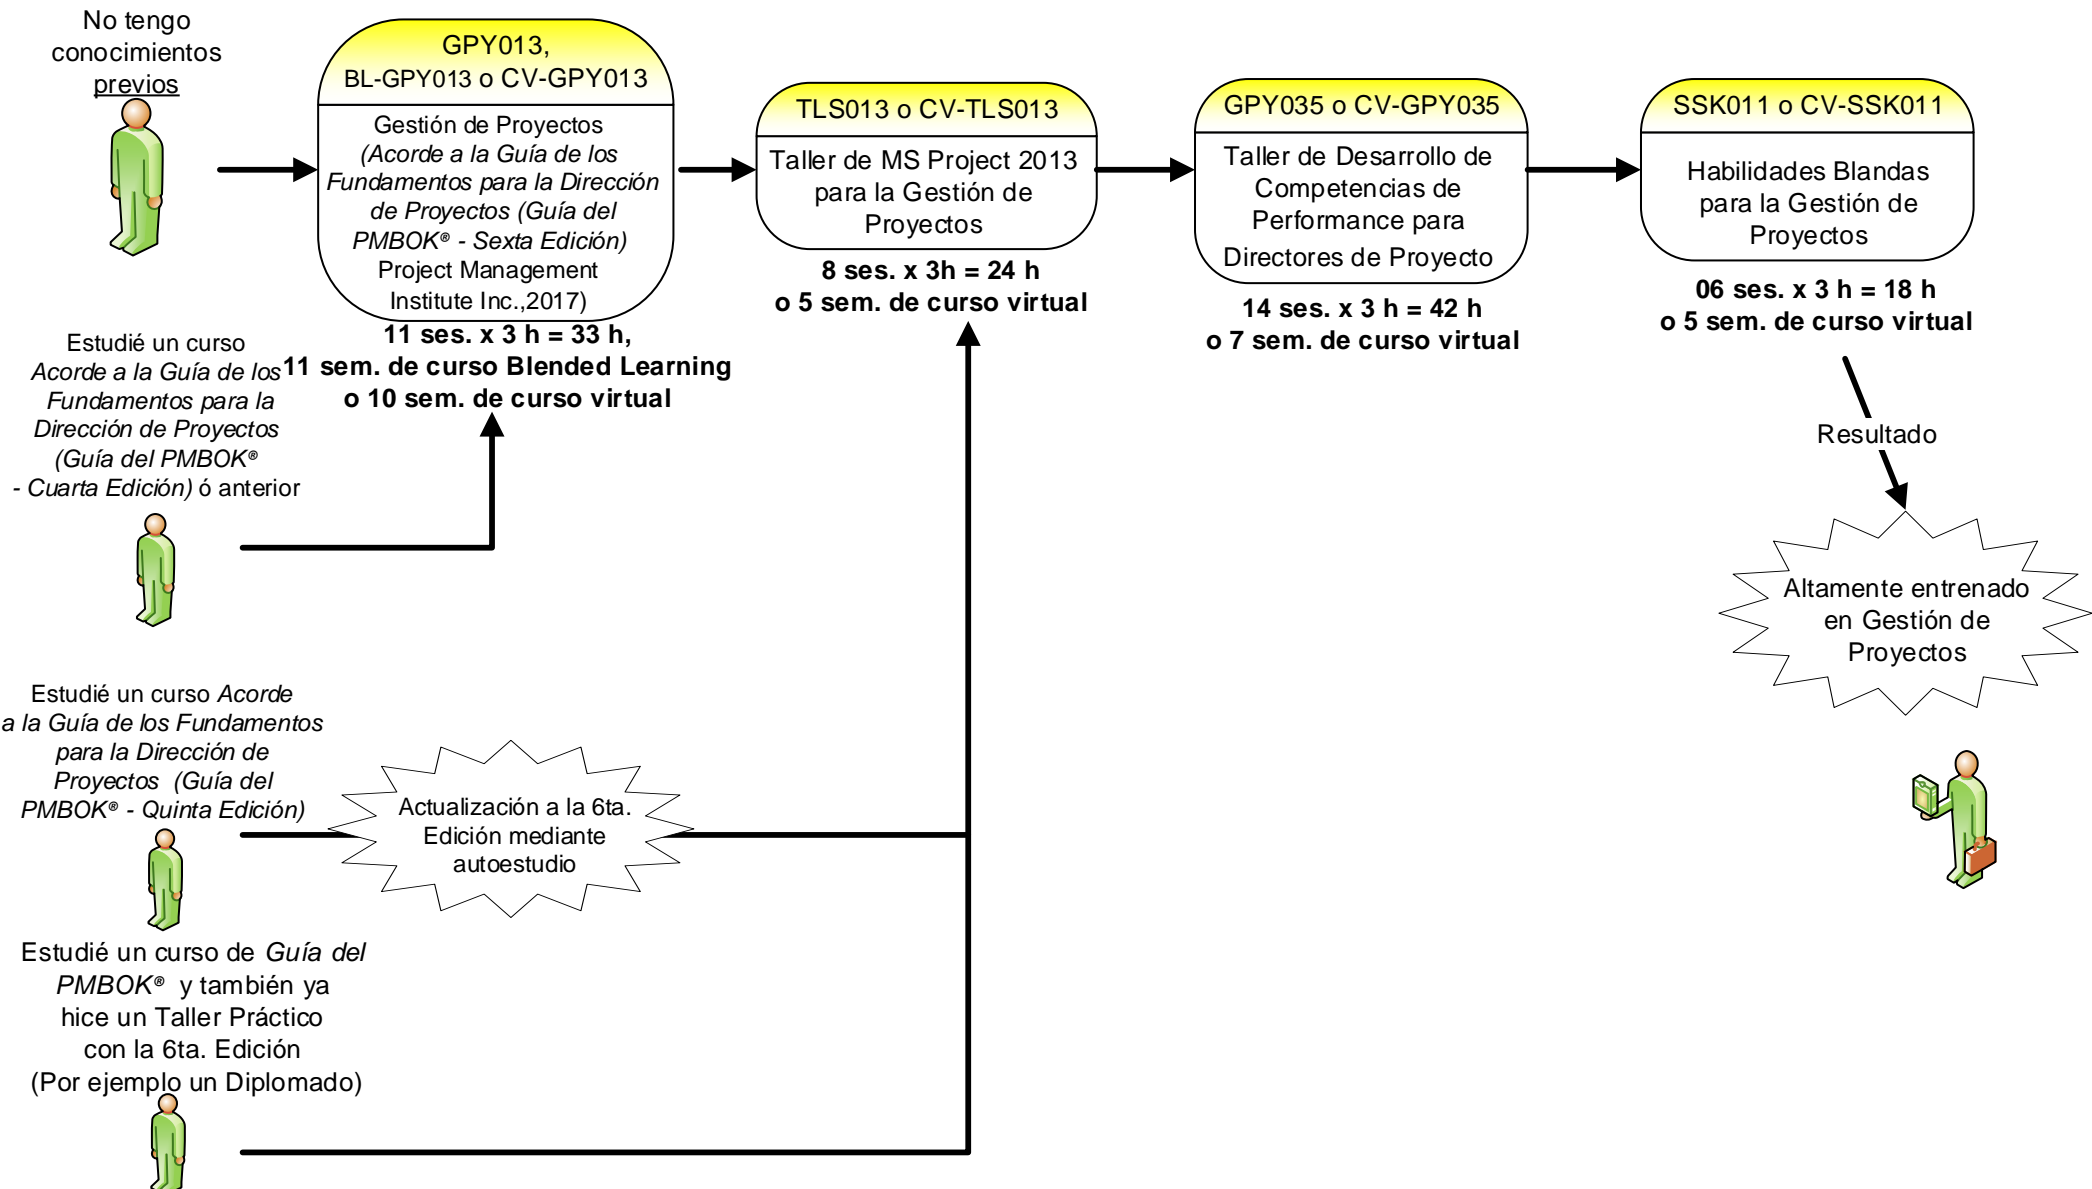 No tengo
conocimientos
previos
GPY013,
BL-GPY013 o CV-GPY013
Gestión de Proyectos
(Acorde a la Guía de los
Fundamentos para la Dirección
de Proyectos (Guía del
PMBOK® - Sexta Edición)
Project Management
Institute Inc.,2017)
11 ses. x 3 h = 33 h,
11 sem. de curso Blended Learning
o 10 sem. de curso virtual
TLS013 o CV-TLS013
Taller de MS Project 2013
para la Gestión de
Proyectos
8 ses. x 3h = 24 h
o 5 sem. de curso virtual
GPY035 o CV-GPY035
Taller de Desarrollo de
Competencias de
Performance para
Directores de Proyecto
14 ses. x 3 h = 42 h
o 7 sem. de curso virtual
SSK011 o CV-SSK011
Habilidades Blandas
para la Gestión de
Proyectos
06 ses. x 3 h = 18 h
o 5 sem. de curso virtual
Resultado
Altamente entrenado
en Gestión de
Proyectos
Estudié un curso
Acorde a la Guía de los
Fundamentos para la
Dirección de Proyectos
(Guía del PMBOK®
- Cuarta Edición) ó anterior
Estudié un curso Acorde
a la Guía de los Fundamentos
para la Dirección de
Proyectos (Guía del
PMBOK® - Quinta Edición)
Actualización a la 6ta.
Edición mediante
autoestudio
Estudié un curso de Guía del
PMBOK® y también ya
hice un Taller Práctico
con la 6ta. Edición
(Por ejemplo un Diplomado)